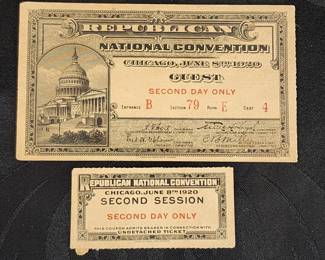 REPUBLICAN
NATIONAL CONVENTION
CHICAGO, JUNE 8TH 1920
GUEST
SECOND DAY ONLY
ENTRANCE B SECTION 79 ROW E SEAT 4
REPUBLICAN NATIONAL CONVENTION
CHICAGO, JUNE 8TH 1920
SECOND SESSION
SECOND DAY ONLY
THIS COUPON ADMITS BEARER IN CONNECTION WITH
UNDETACHED TICKET